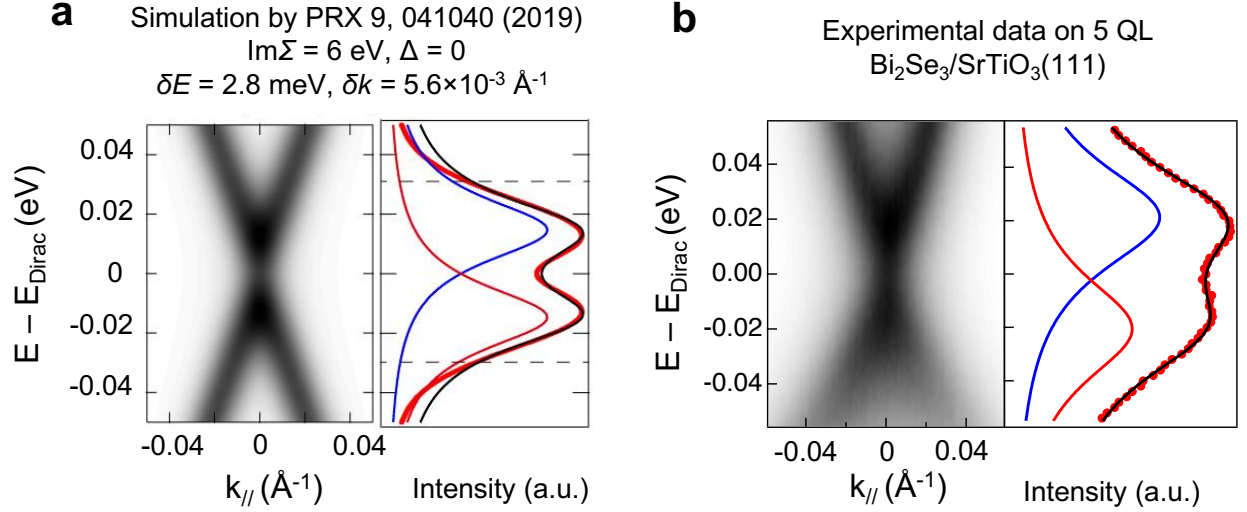 a
Simulation by PRX 9, 041040 (2019)
ImΣ = 6 eV, Δ = 0
δE = 2.8 meV, δk = 5.6×10⁻³ Å⁻¹
E – E_Dirac (eV)
0.04
0.02
0
-0.02
-0.04
-0.04 0 0.04
k_// (Å⁻¹)
Intensity (a.u.)
b
Experimental data on 5 QL
Bi₂Se₃/SrTiO₃(111)
E – E_Dirac (eV)
0.04
0.02
0.00
-0.02
-0.04
-0.04 0 0.04
k_// (Å⁻¹)
Intensity (a.u.)